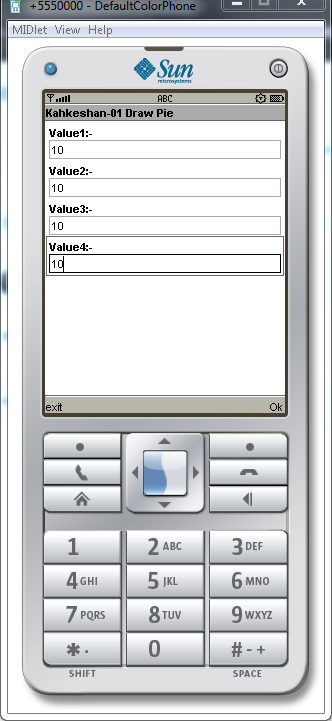 +5550000 - DefaultColorPhone
MIDlet View Help
Sun
microsystems
ABC
Kahkeshan-01 Draw Pie
Value1:-
10
Value2:-
10
Value3:-
10
Value4:-
10
exit Ok
1 2 ABC 3 DEF
4 GHI 5 JKL 6 MNO
7 PQRS 8 TUV 9 WXYZ
* . 0 # - +
SHIFT SPACE